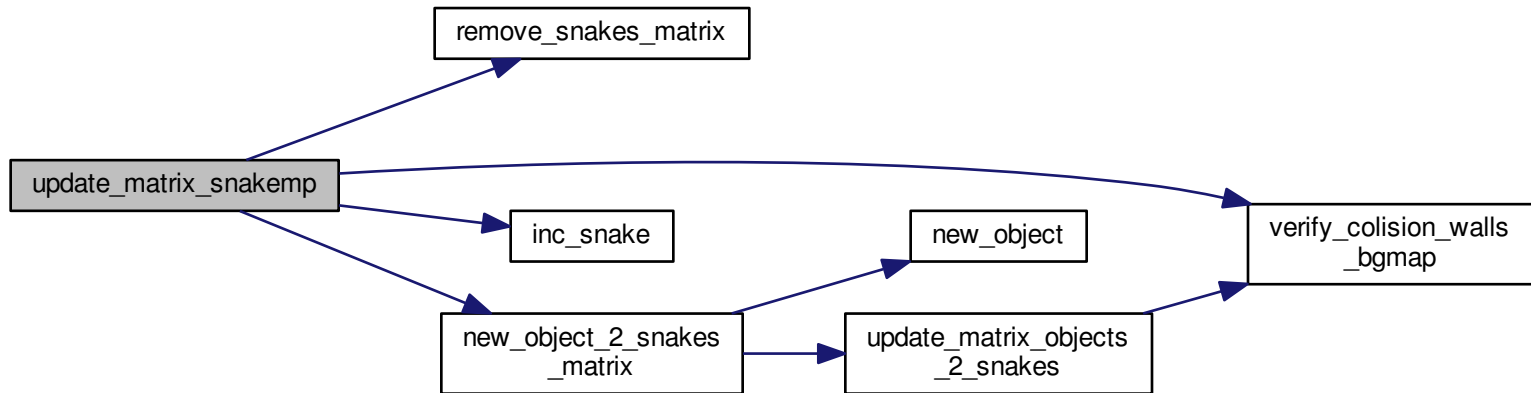 remove_snakes_matrix
update_matrix_snakemp
verify_colision_walls
_bgmap
inc_snake
new_object
new_object_2_snakes
_matrix
update_matrix_objects
_2_snakes